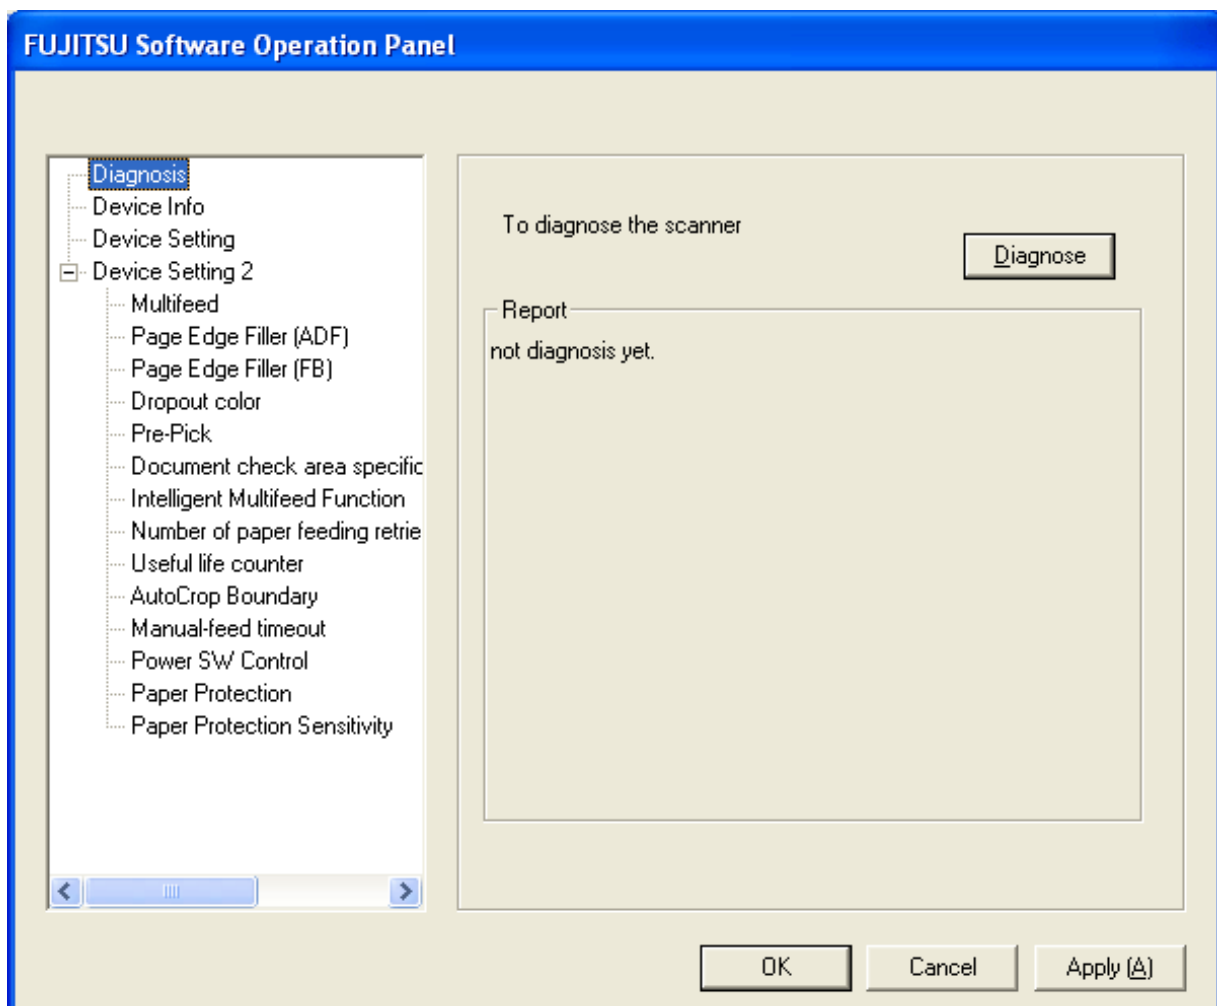 FUJITSU Software Operation Panel
Diagnosis
Device Info
Device Setting
Device Setting 2
Multifeed
Page Edge Filler (ADF)
Page Edge Filler (FB)
Dropout color
Pre-Pick
Document check area specific
Intelligent Multifeed Function
Number of paper feeding retrie
Useful life counter
AutoCrop Boundary
Manual-feed timeout
Power SW Control
Paper Protection
Paper Protection Sensitivity
To diagnose the scanner
Diagnose
Report
not diagnosis yet.
OK
Cancel
Apply (A)